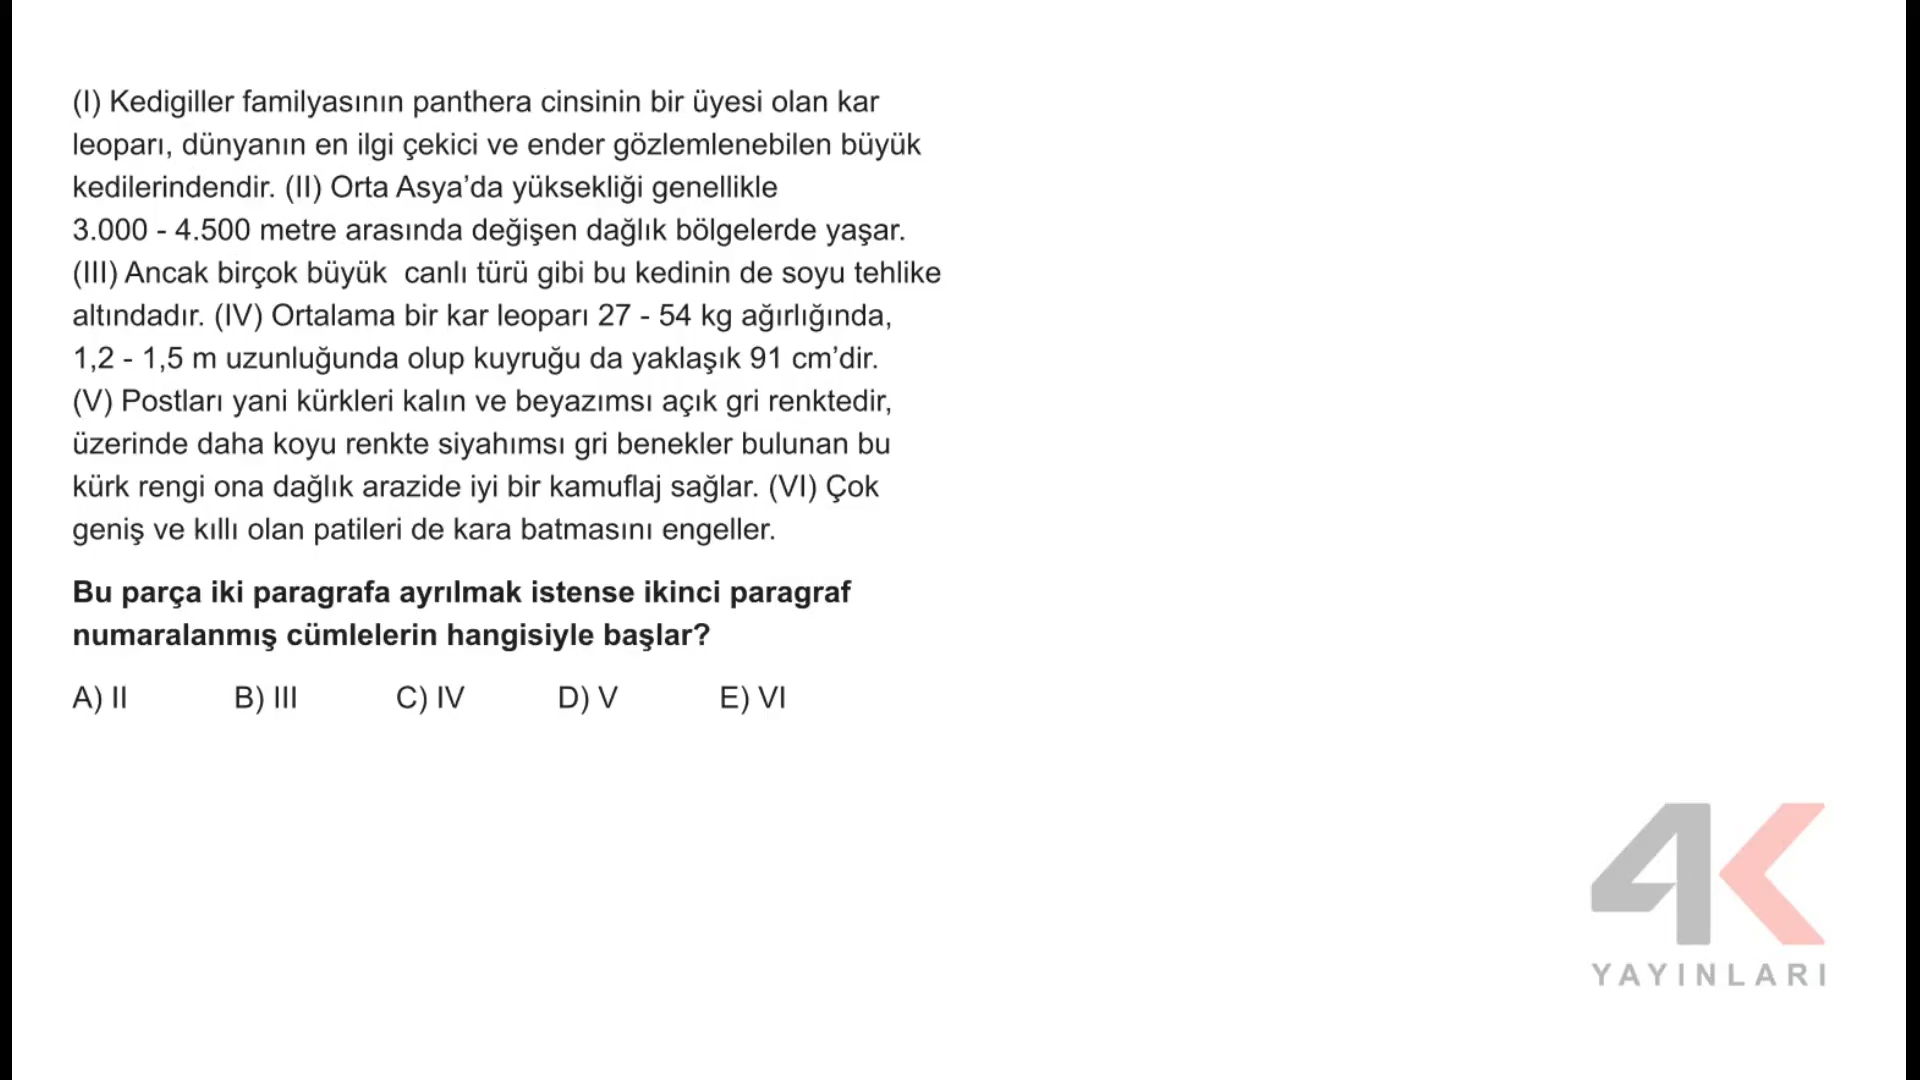 (I) Kedigiller familyasının panthera cinsinin bir üyesi olan kar
leoparı, dünyanın en ilgi çekici ve ender gözlemlenebilen büyük
kedilerindendir. (II) Orta Asya’da yüksekliği genellikle
3.000 - 4.500 metre arasında değişen dağlık bölgelerde yaşar.
(III) Ancak birçok büyük  canlı türü gibi bu kedinin de soyu tehlike
altındadır. (IV) Ortalama bir kar leoparı 27 - 54 kg ağırlığında,
1,2 - 1,5 m uzunluğunda olup kuyruğu da yaklaşık 91 cm’dir.
(V) Postları yani kürkleri kalın ve beyazımsı açık gri renktedir,
üzerinde daha koyu renkte siyahımsı gri benekler bulunan bu
kürk rengi ona dağlık arazide iyi bir kamuflaj sağlar. (VI) Çok
geniş ve kıllı olan patileri de kara batmasını engeller.
Bu parça iki paragrafa ayrılmak istense ikinci paragraf
numaralanmış cümlelerin hangisiyle başlar?
A) II B) III C) IV D) V E) VI
4K
YAYINLARI